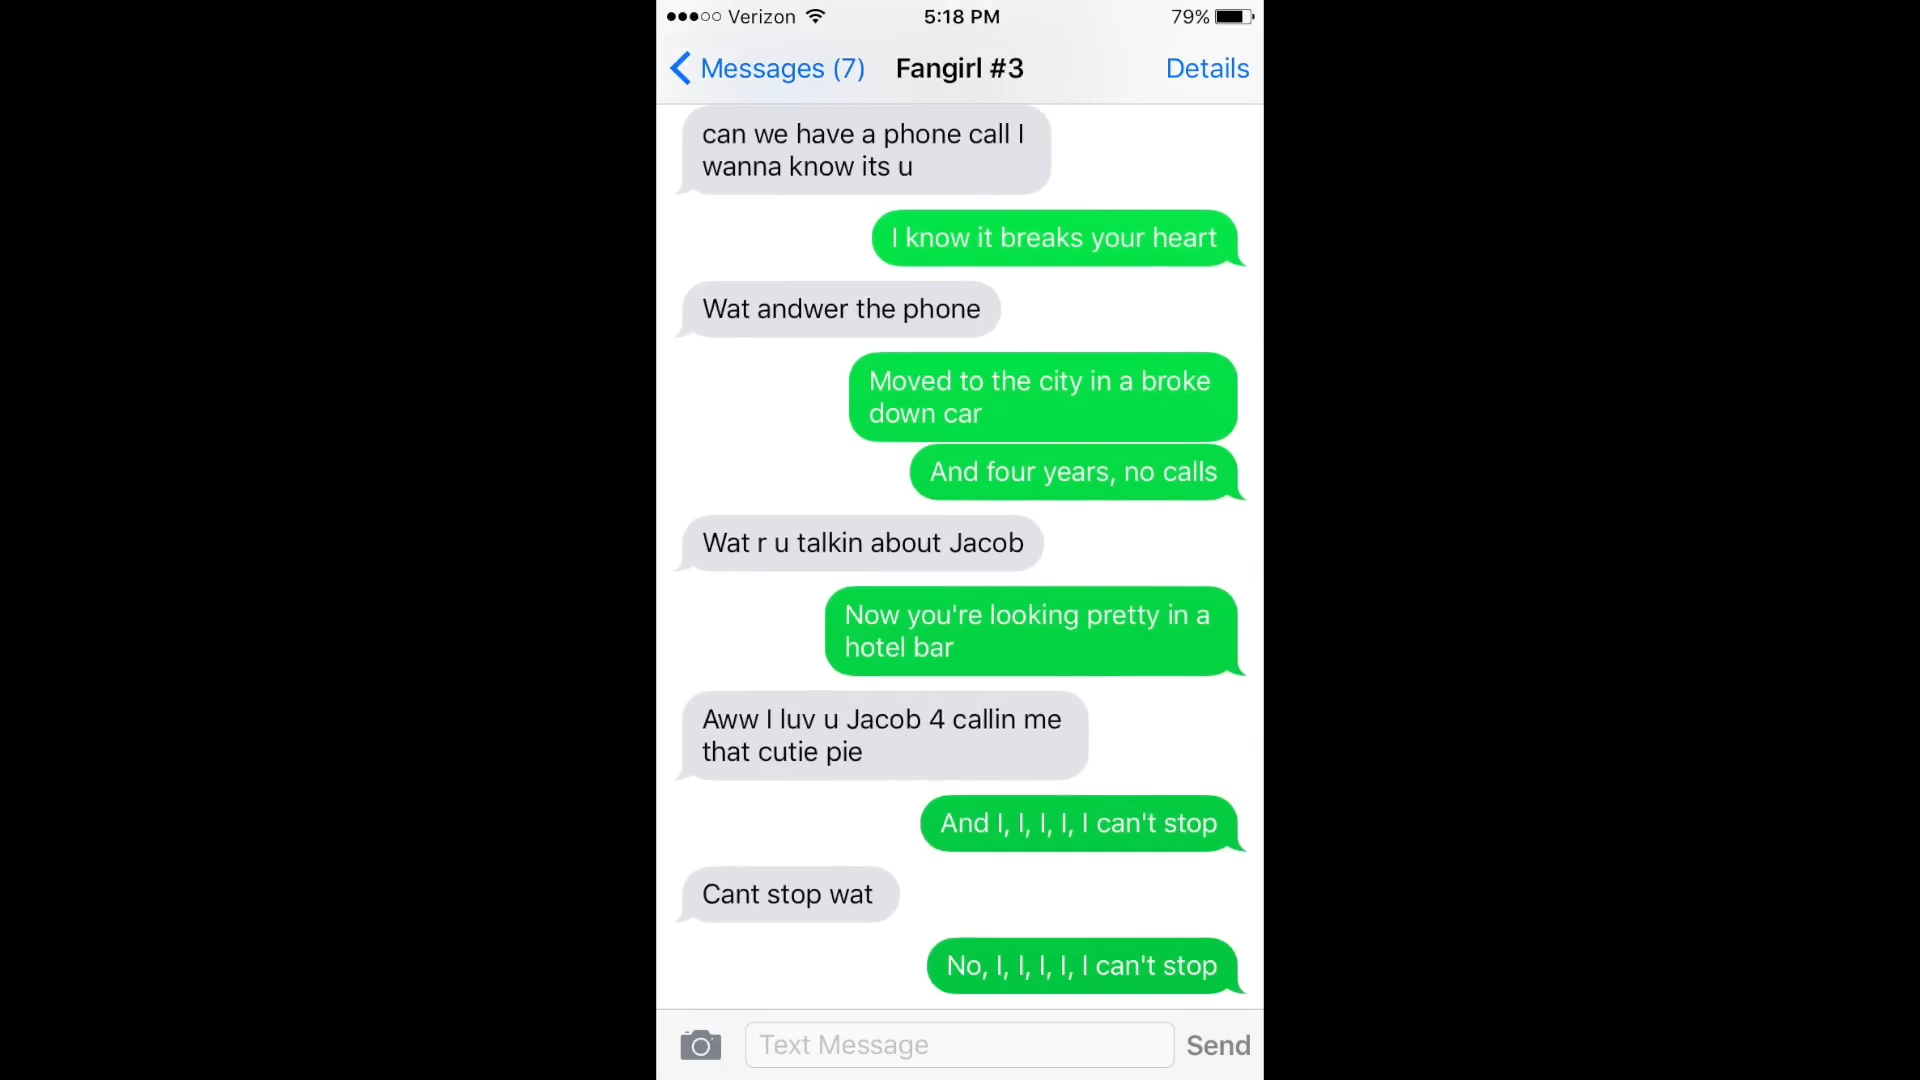 Verizon 5:18 PM 79%
Messages (7) Fangirl #3 Details
can we have a phone call I
wanna know its u
I know it breaks your heart
Wat andwer the phone
Moved to the city in a broke
down car
And four years, no calls
Wat r u talkin about Jacob
Now you're looking pretty in a
hotel bar
Aww I luv u Jacob 4 callin me
that cutie pie
And I, I, I, I, I can't stop
Cant stop wat
No, I, I, I, I, I can't stop
Text Message Send